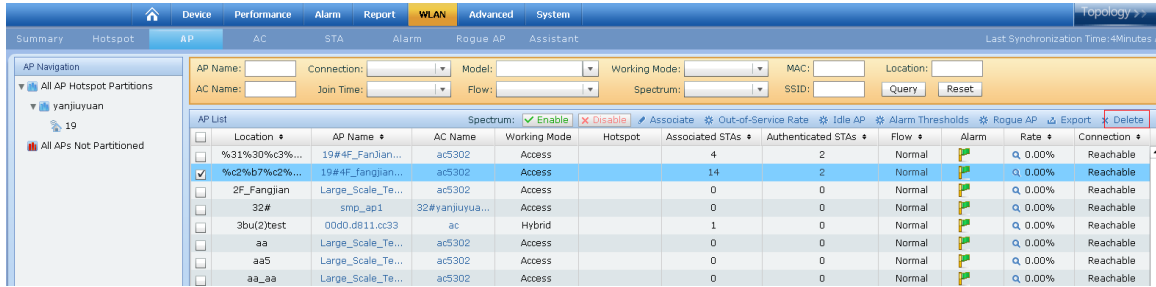 Device Performance Alarm Report WLAN Advanced System Topology >>
Summary Hotspot AP AC STA Alarm Rogue AP Assistant Last Synchronization Time:4Minutes
AP Navigation
All AP Hotspot Partitions
yanjiuyuan
19
All APs Not Partitioned
AP Name: Connection: Model: Working Mode: MAC: Location:
AC Name: Join Time: Flow: Spectrum: SSID: Query Reset
AP List Spectrum: Enable Disable Associate Out-of-Service Rate Idle AP Alarm Thresholds Rogue AP Export Delete
Location AP Name AC Name Working Mode Hotspot Associated STAs Authenticated STAs Flow Alarm Rate Connection
%31%30%c3%... 19#4F_FanJian... ac5302 Access 4 2 Normal 0.00% Reachable
%c2%b7%c2%... 19#4F_fangjian... ac5302 Access 14 2 Normal 0.00% Reachable
2F_Fangjian Large_Scale_Te... ac5302 Access 0 0 Normal 0.00% Reachable
32# smp_ap1 32#yanjiuyua... Access 0 0 Normal 0.00% Reachable
3bu(2)test 00d0.d811.cc33 ac Hybrid 1 0 Normal 0.00% Reachable
aa Large_Scale_Te... ac5302 Access 0 0 Normal 0.00% Reachable
aa5 Large_Scale_Te... ac5302 Access 0 0 Normal 0.00% Reachable
aa_aa Large_Scale_Te... ac5302 Access 0 0 Normal 0.00% Reachable